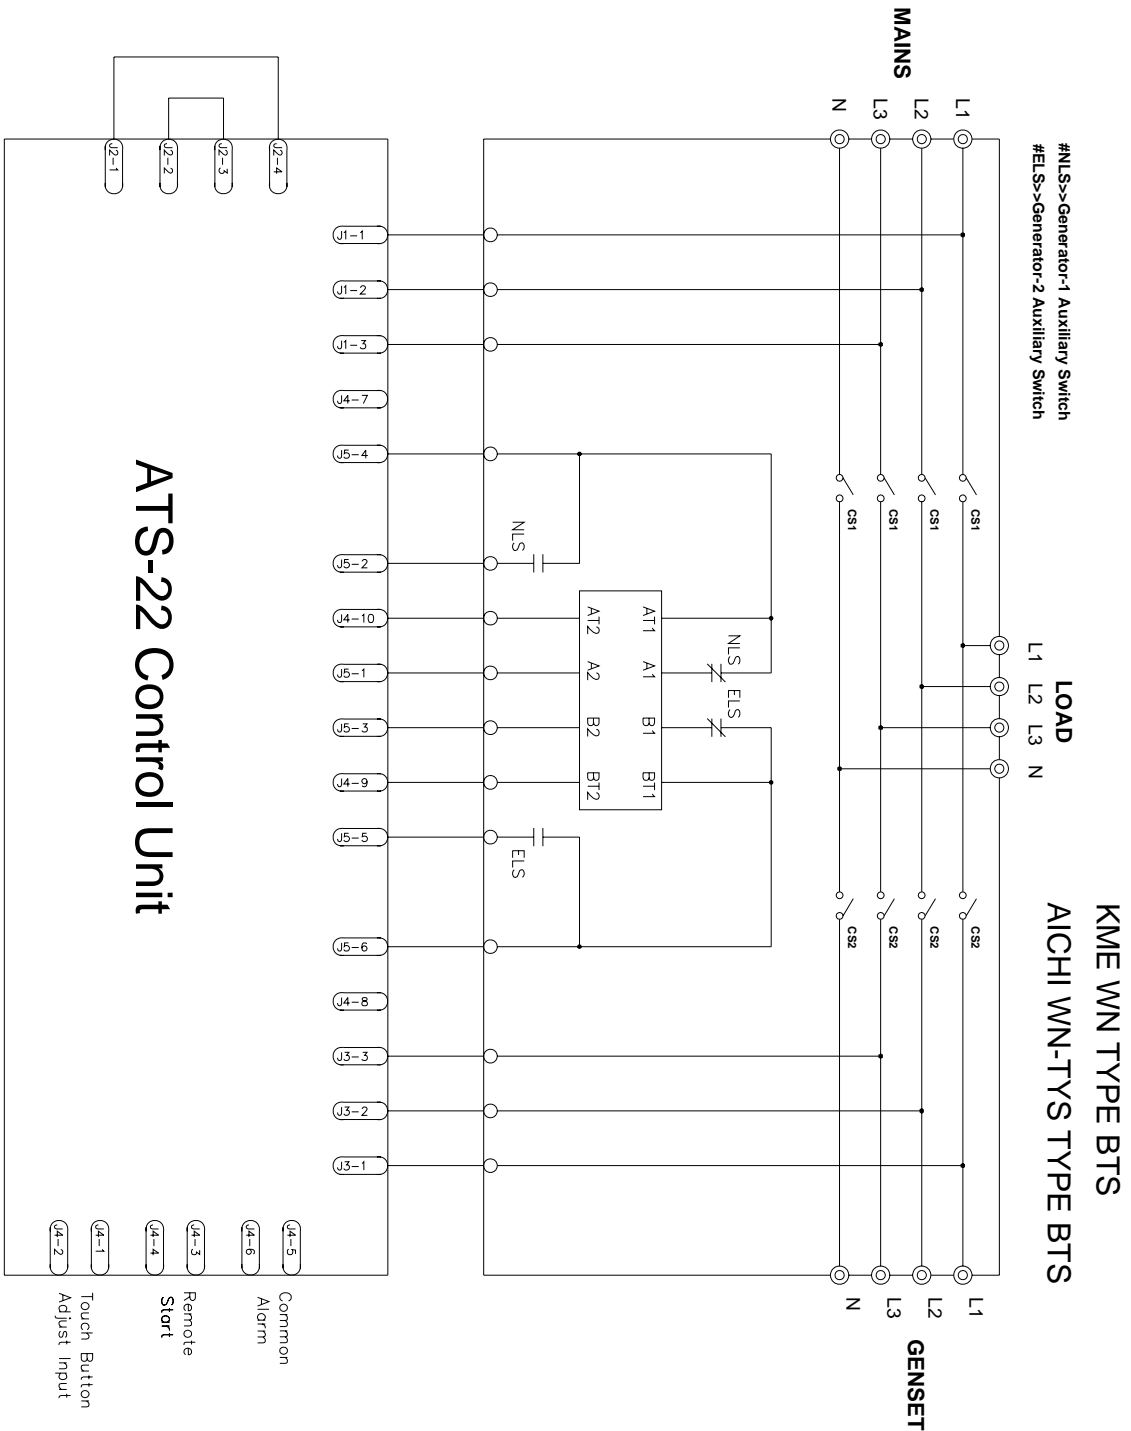 KME WN TYPE BTS
AICHI WN-TYS TYPE BTS
#NLS>>Generator-1 Auxiliary Switch
#ELS>>Generator-2 Auxiliary Switch
MAINS
L1
L2
L3
N
LOAD
L1
L2
L3
N
GENSET
L1
L2
L3
N
CS1
CS1
CS1
CS1
CS2
CS2
CS2
CS2
NLS
ELS
AT1
A1
B1
BT1
AT2
A2
B2
BT2
NLS
ELS
J1-1
J1-2
J1-3
J4-7
J5-4
J5-2
J4-10
J5-1
J5-3
J4-9
J5-5
J5-6
J4-8
J3-3
J3-2
J3-1
J2-4
J2-3
J2-2
J2-1
ATS-22 Control Unit
J4-5
J4-6
Common
Alarm
J4-3
J4-4
Remote
Start
J4-1
J4-2
Touch Button
Adjust Input